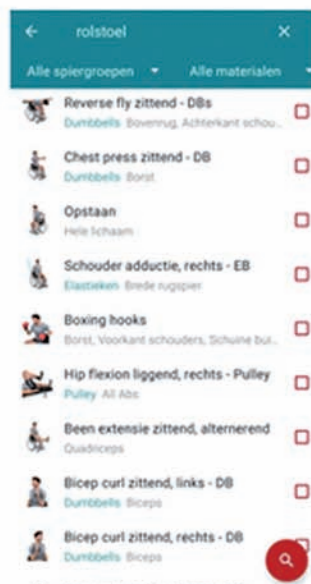 rolstoel
Alle spiergroepen Alle materialen
Reverse fly zittend - DBs
Dumbbells Bovenrug, Achterkant schou...
Chest press zittend - DB
Dumbbells Borst
Opstaan
Hele lichaam
Schouder adductie, rechts - EB
Elastieken Brede rugspier
Boxing hooks
Borst, Voorkant schouders, Schuine bui...
Hip flexion liggend, rechts - Pulley
Pulley All Abs
Been extensie zittend, alternerend
Quadriceps
Bicep curl zittend, links - DB
Dumbbells Biceps
Bicep curl zittend, rechts - DB
Dumbbells Biceps